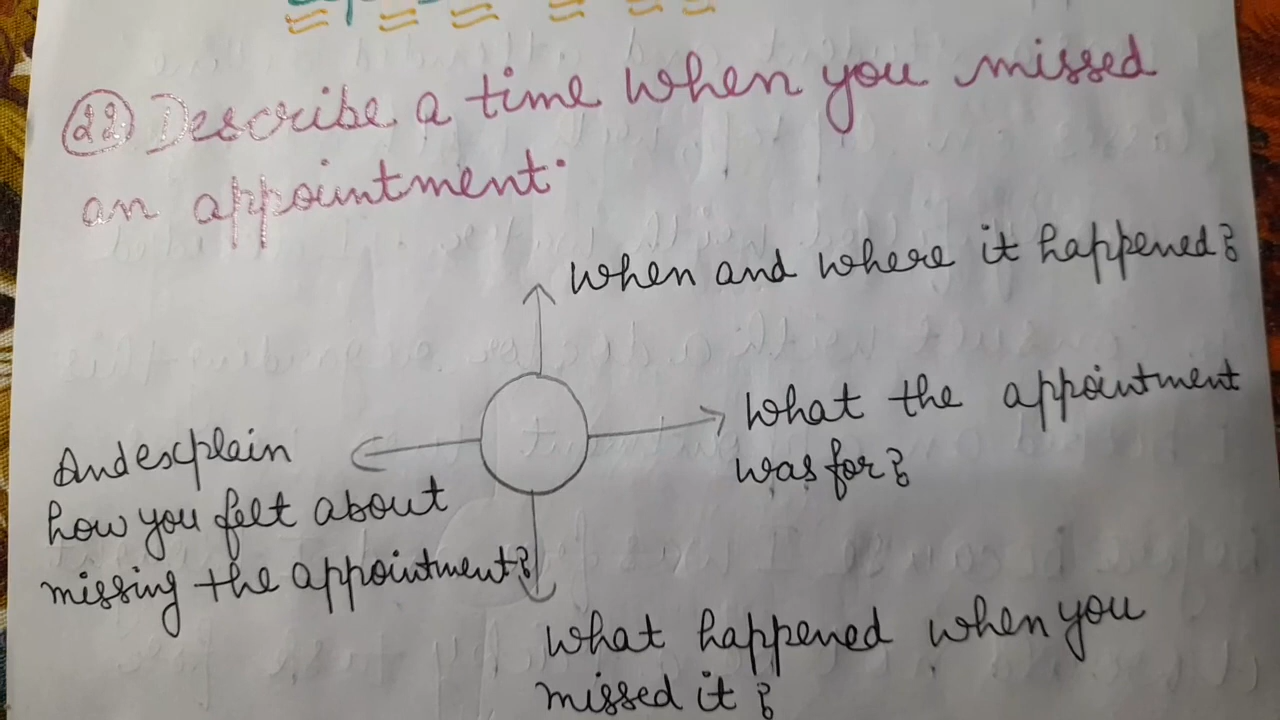 22 Describe a time when you missed
an appointment.
When and where it happened?
What the appointment
was for?
And explain
how you felt about
missing the appointment?
What happened when you
missed it?